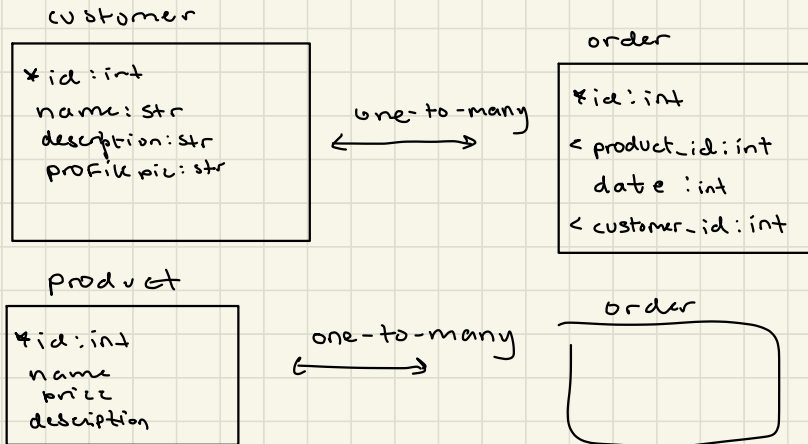 customer
* id : int
name : str
description : str
profile pic : str
one-to-many
order
* id : int
< product_id : int
date : int
< customer_id : int
product
* id : int
name
price
description
one-to-many
order